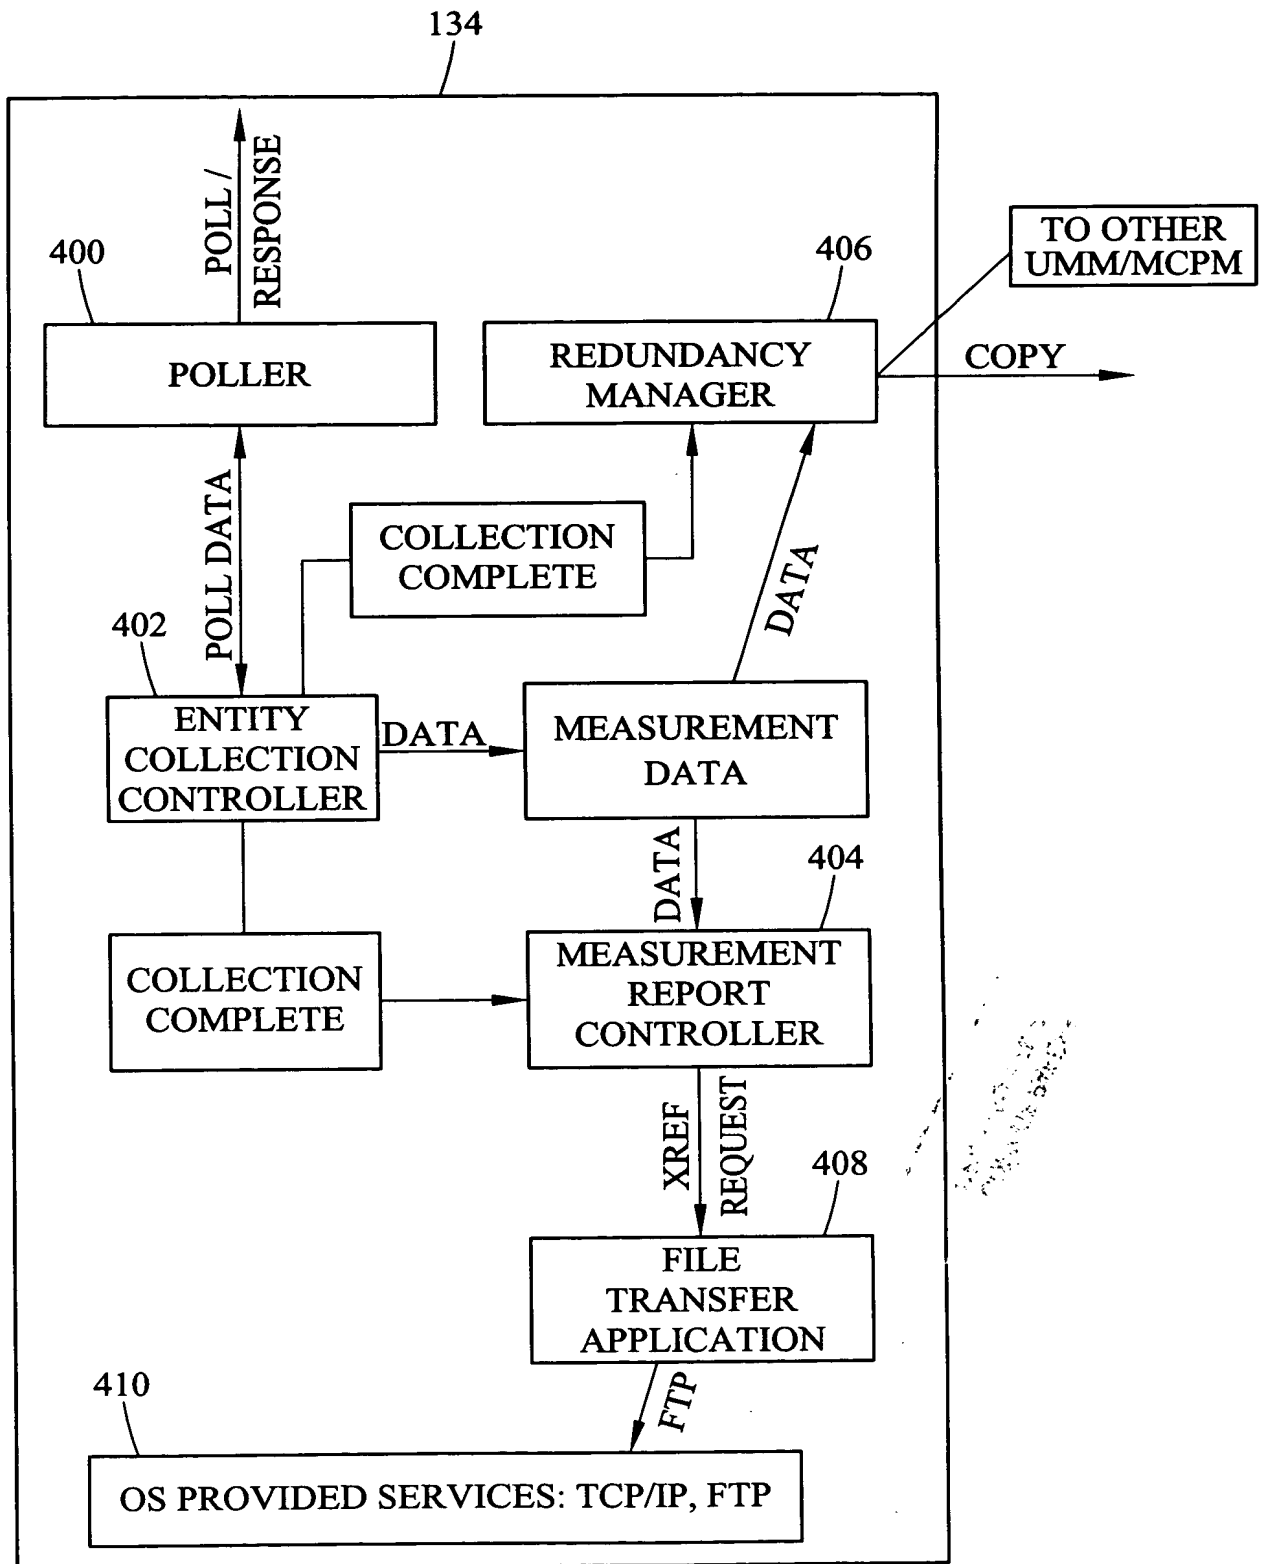 134
POLL /
RESPONSE
400
POLLER
406
REDUNDANCY
MANAGER
TO OTHER
UMM/MCPM
COPY
POLL DATA
COLLECTION
COMPLETE
DATA
402
ENTITY
COLLECTION
CONTROLLER
DATA
MEASUREMENT
DATA
DATA
404
COLLECTION
COMPLETE
MEASUREMENT
REPORT
CONTROLLER
XREF
REQUEST
408
FILE
TRANSFER
APPLICATION
FTP
410
OS PROVIDED SERVICES: TCP/IP, FTP